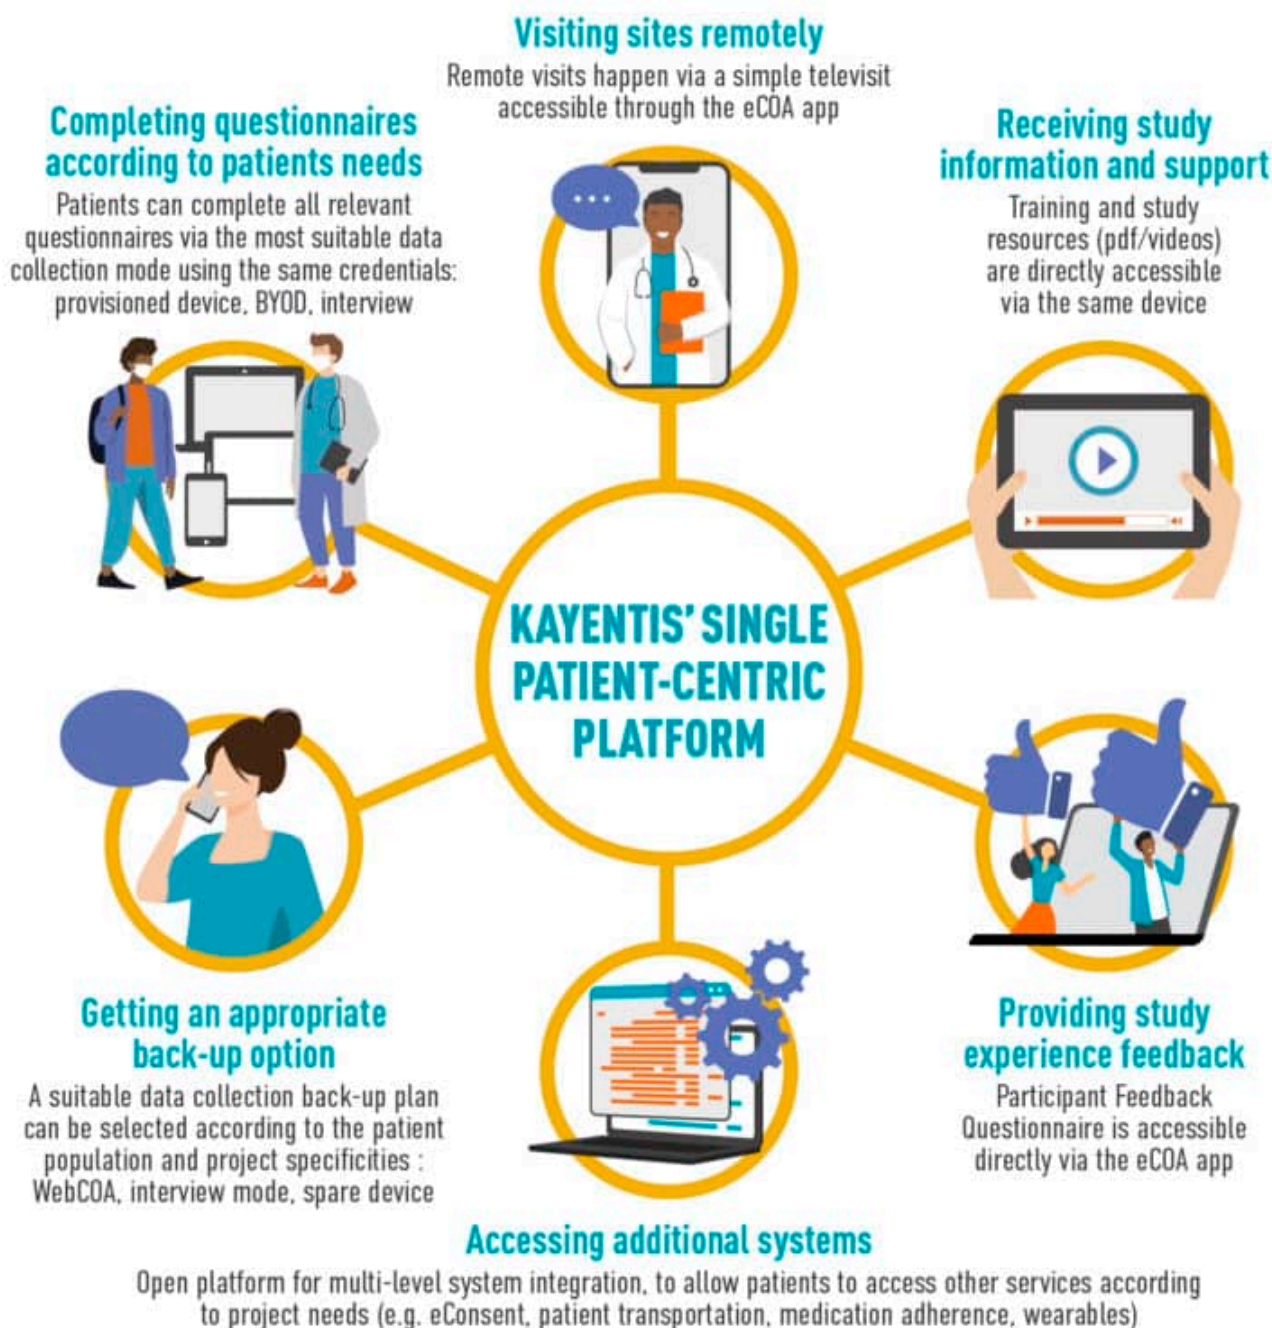 Visiting sites remotely
Remote visits happen via a simple televisit
accessible through the eCOA app
Completing questionnaires
according to patients needs
Patients can complete all relevant
questionnaires via the most suitable data
collection mode using the same credentials:
provisioned device, BYOD, interview
Receiving study
information and support
Training and study
resources (pdf/videos)
are directly accessible
via the same device
KAYENTIS' SINGLE
PATIENT-CENTRIC
PLATFORM
Getting an appropriate
back-up option
A suitable data collection back-up plan
can be selected according to the patient
population and project specificities :
WebCOA, interview mode, spare device
Providing study
experience feedback
Participant Feedback
Questionnaire is accessible
directly via the eCOA app
Accessing additional systems
Open platform for multi-level system integration, to allow patients to access other services according
to project needs (e.g. eConsent, patient transportation, medication adherence, wearables)